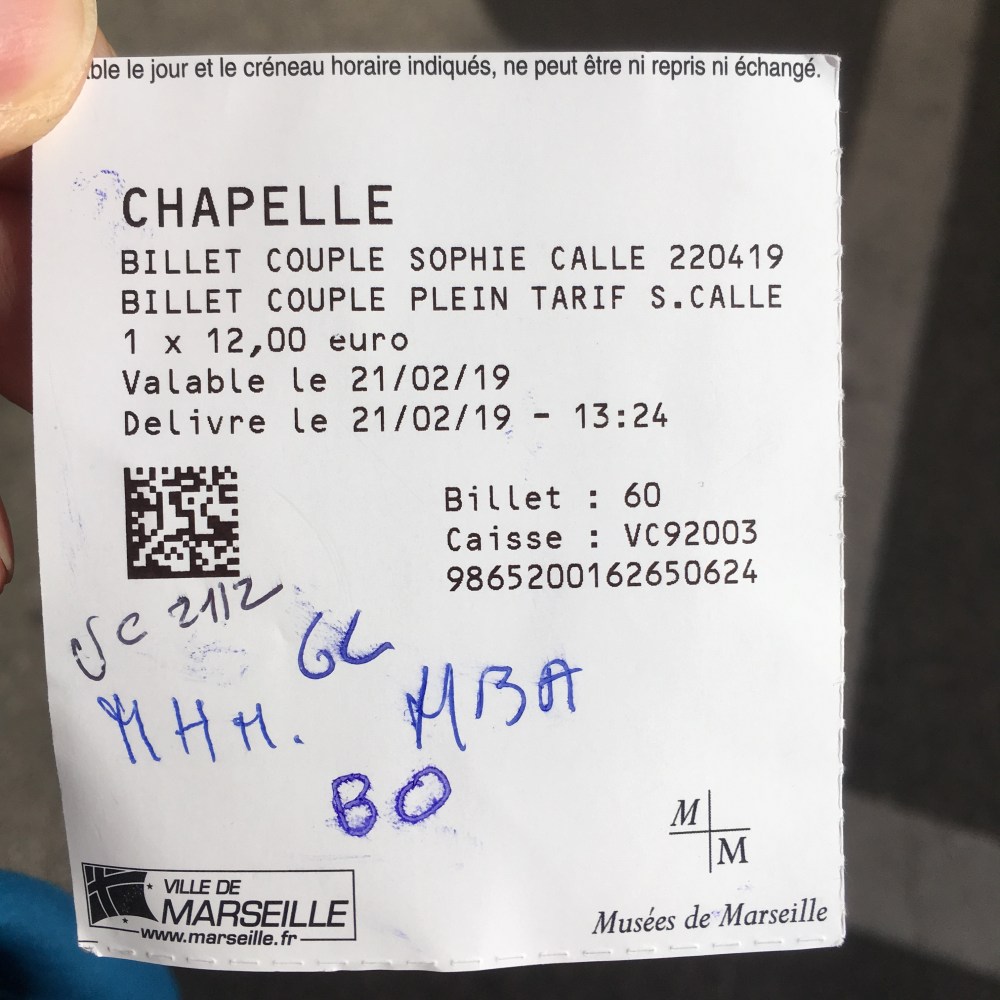 ble le jour et le créneau horaire indiqués, ne peut être ni repris ni échangé.
CHAPELLE
BILLET COUPLE SOPHIE CALLE 220419
BILLET COUPLE PLEIN TARIF S.CALLE
1 x 12,00 euro
Valable le 21/02/19
Delivre le 21/02/19 - 13:24
Billet : 60
Caisse : VC92003
9865200162650624
VC 21/2
GL
MHM.
MBA
BO
M
M
VILLE DE
MARSEILLE
www.marseille.fr
Musées de Marseille